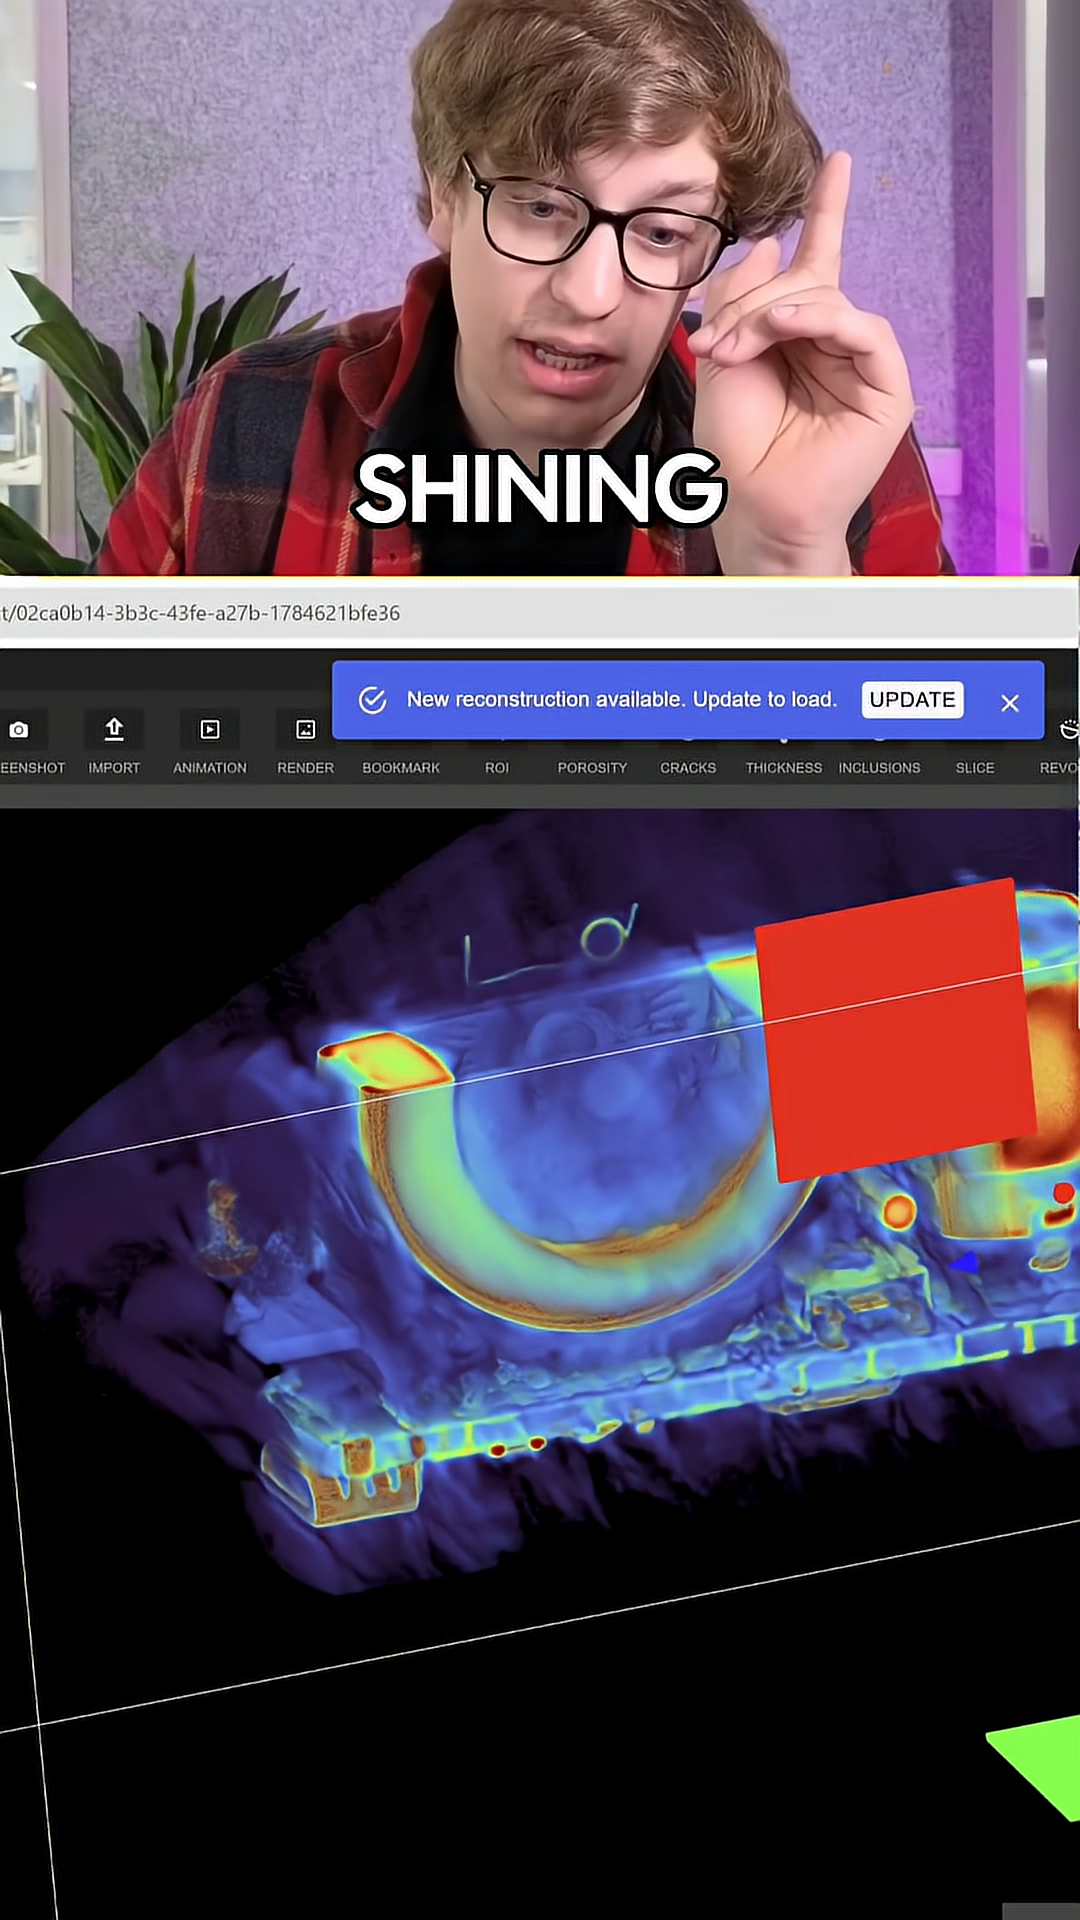 SHINING
t/02ca0b14-3b3c-43fe-a27b-1784621bfe36
New reconstruction available. Update to load. UPDATE
EENSHOT IMPORT ANIMATION RENDER BOOKMARK ROI POROSITY CRACKS THICKNESS INCLUSIONS SLICE REVO